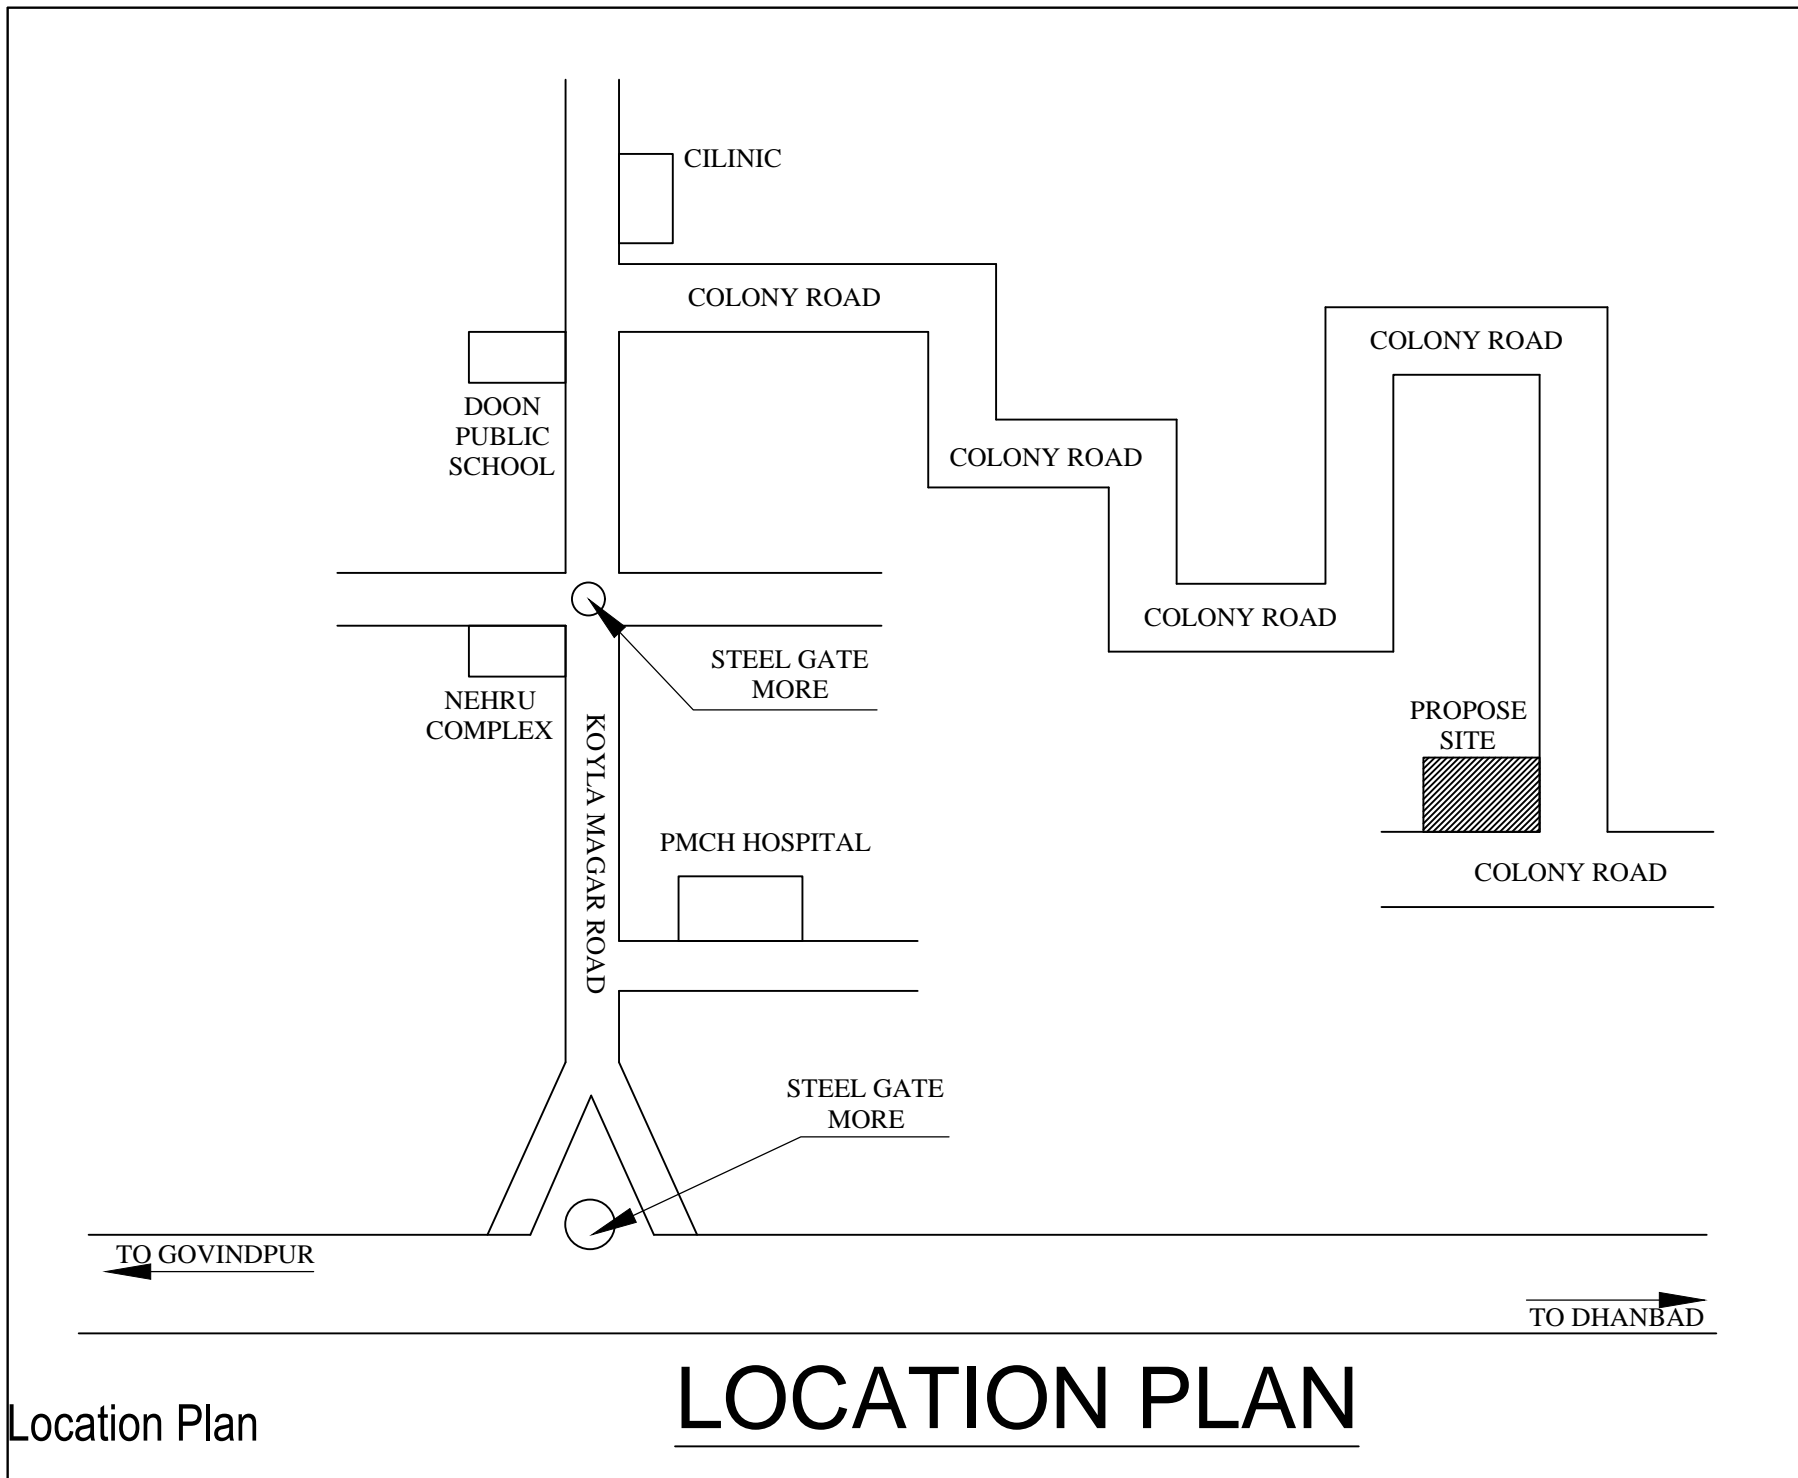 CILINIC
COLONY ROAD
COLONY ROAD
DOON
PUBLIC
SCHOOL
COLONY ROAD
COLONY ROAD
STEEL GATE
MORE
NEHRU
COMPLEX
PROPOSE
SITE
KOYLA MAGAR ROAD
PMCH HOSPITAL
COLONY ROAD
STEEL GATE
MORE
TO GOVINDPUR
TO DHANBAD
LOCATION PLAN
Location Plan